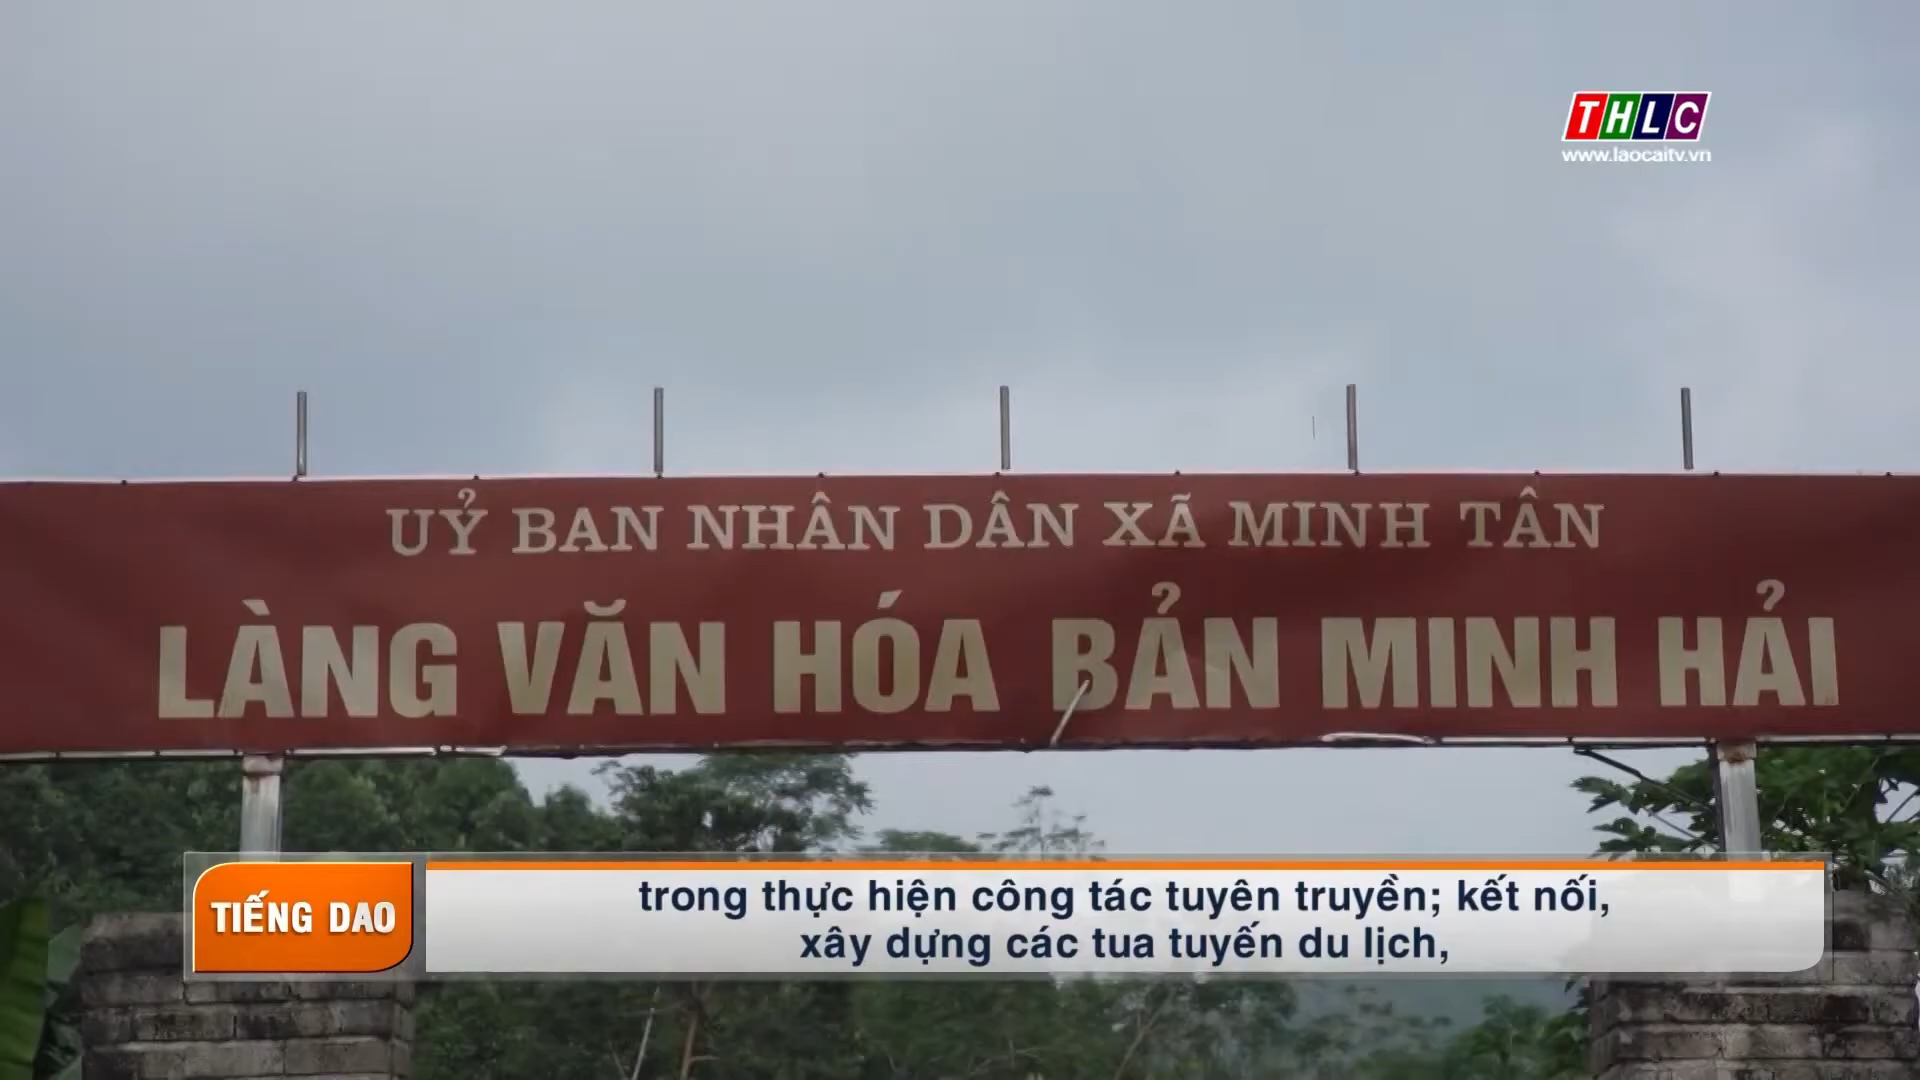 THLC
www.laocaitv.vn
UỶ BAN NHÂN DÂN XÃ MINH TÂN
LÀNG VĂN HÓA BẢN MINH HẢI
TIẾNG DAO
trong thực hiện công tác tuyên truyền; kết nối,
xây dựng các tua tuyến du lịch,